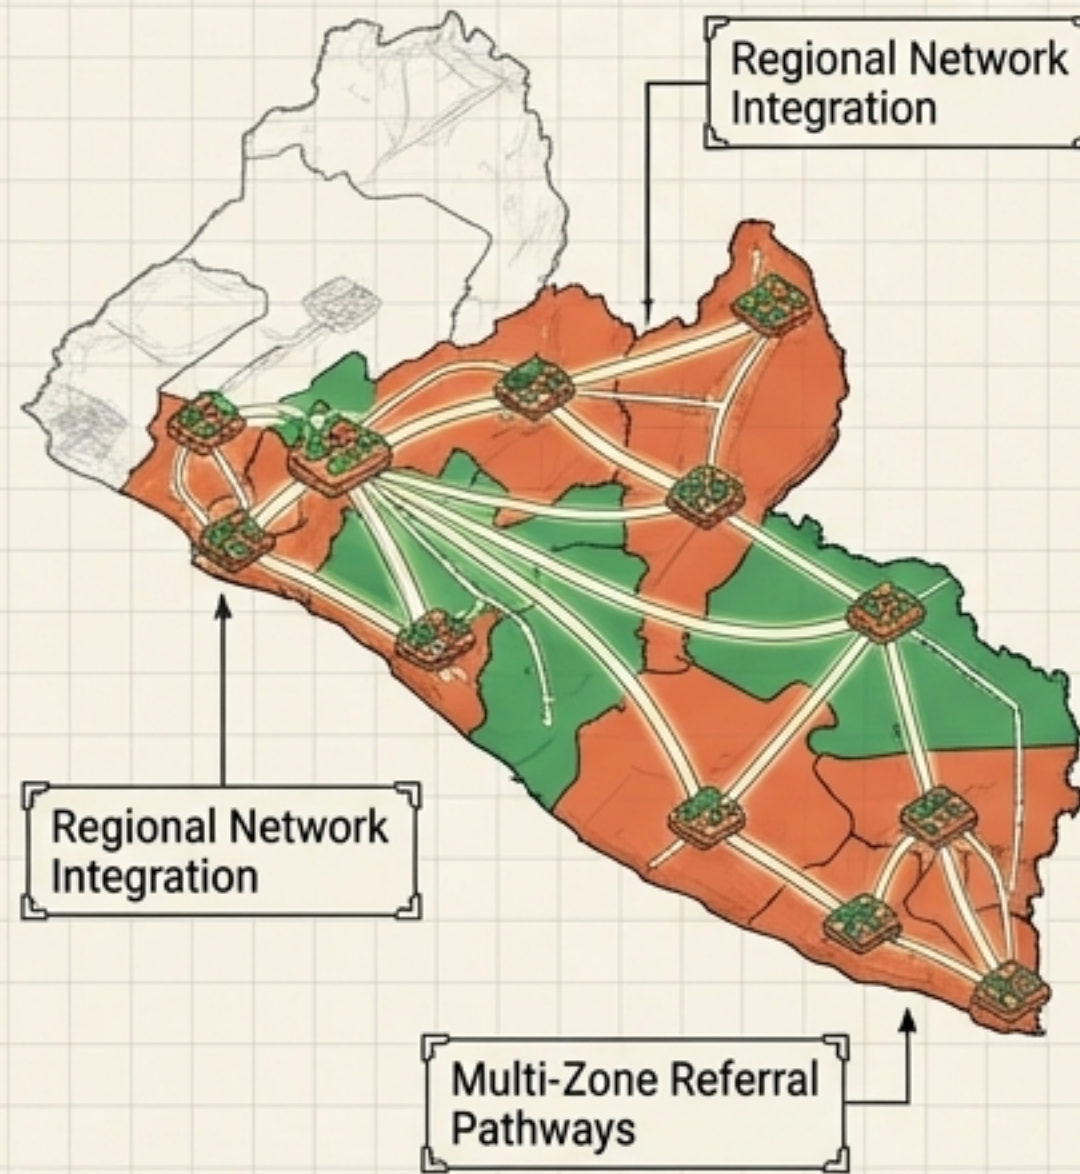 Regional Network
Integration
Regional Network
Integration
Multi-Zone Referral
Pathways